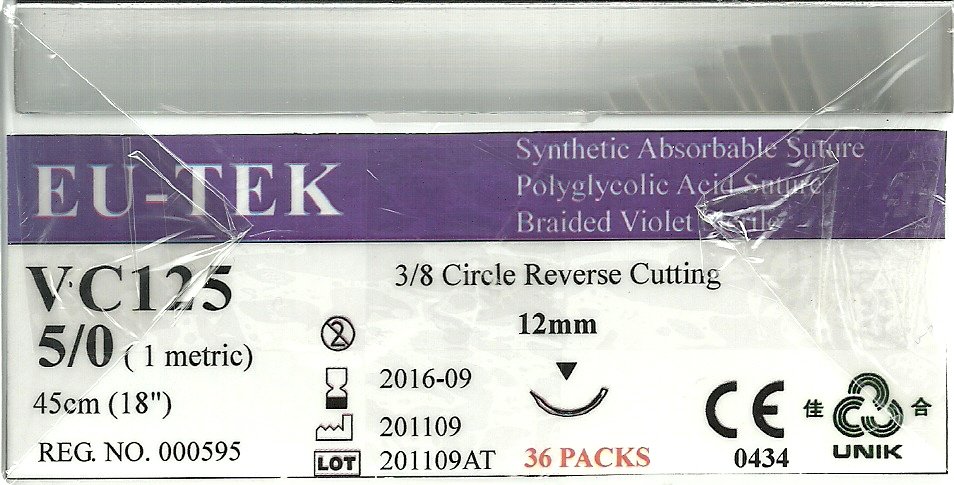 EU-TEK
Synthetic Absorbable Suture
Polyglycolic Acid Suture
Braided Violet Sterile
VC125
5/0 ( 1 metric)
45cm (18")
REG. NO. 000595
3/8 Circle Reverse Cutting
12mm
2
2016-09
201109
LOT 201109AT
36 PACKS
CE
0434
佳 合
UNIK